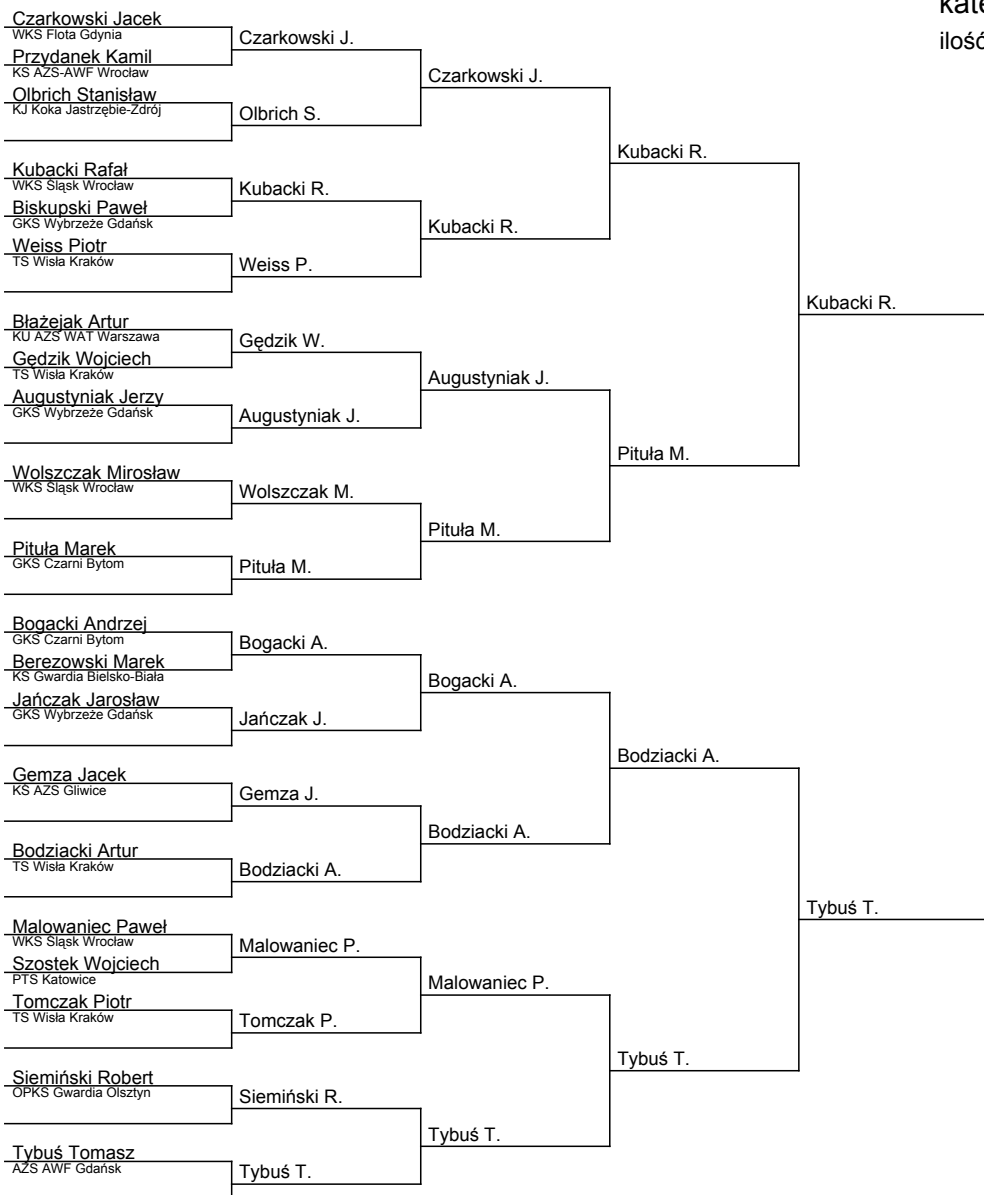 kate
ilość
Czarkowski Jacek
WKS Flota Gdynia
Przydanek Kamil
KS AZS-AWF Wrocław
Olbrich Stanisław
KJ Koka Jastrzębie-Zdrój
Kubacki Rafał
WKS Śląsk Wrocław
Biskupski Paweł
GKS Wybrzeże Gdańsk
Weiss Piotr
TS Wisła Kraków
Błażejak Artur
KU AZS WAT Warszawa
Gędzik Wojciech
TS Wisła Kraków
Augustyniak Jerzy
GKS Wybrzeże Gdańsk
Wolszczak Mirosław
WKS Śląsk Wrocław
Pituła Marek
GKS Czarni Bytom
Bogacki Andrzej
GKS Czarni Bytom
Berezowski Marek
KS Gwardia Bielsko-Biała
Jańczak Jarosław
GKS Wybrzeże Gdańsk
Gemza Jacek
KS AZS Gliwice
Bodziacki Artur
TS Wisła Kraków
Malowaniec Paweł
WKS Śląsk Wrocław
Szostek Wojciech
PTS Katowice
Tomczak Piotr
TS Wisła Kraków
Siemiński Robert
OPKS Gwardia Olsztyn
Tybuś Tomasz
AZS AWF Gdańsk
Czarkowski J.
Olbrich S.
Kubacki R.
Weiss P.
Gędzik W.
Augustyniak J.
Wolszczak M.
Pituła M.
Bogacki A.
Jańczak J.
Gemza J.
Bodziacki A.
Malowaniec P.
Tomczak P.
Siemiński R.
Tybuś T.
Czarkowski J.
Kubacki R.
Augustyniak J.
Pituła M.
Bogacki A.
Bodziacki A.
Malowaniec P.
Tybuś T.
Kubacki R.
Pituła M.
Bodziacki A.
Tybuś T.
Kubacki R.
Tybuś T.